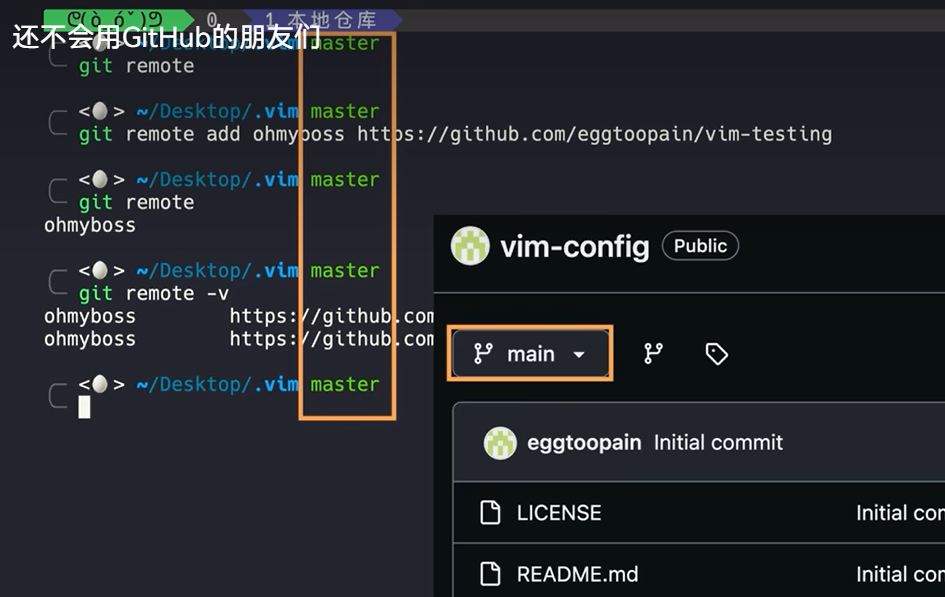 0 1 本地仓库
还不会用GitHub的朋友们
master
git remote
< > ~/Desktop/.vim master
git remote add ohmyboss https://github.com/eggtoopain/vim-testing
< > ~/Desktop/.vim master
git remote
ohmyboss
< > ~/Desktop/.vim master
git remote -v
ohmyboss https://github.com
ohmyboss https://github.com
< > ~/Desktop/.vim master
vim-config Public
main
eggtoopain Initial commit
LICENSE Initial com
README.md Initial com